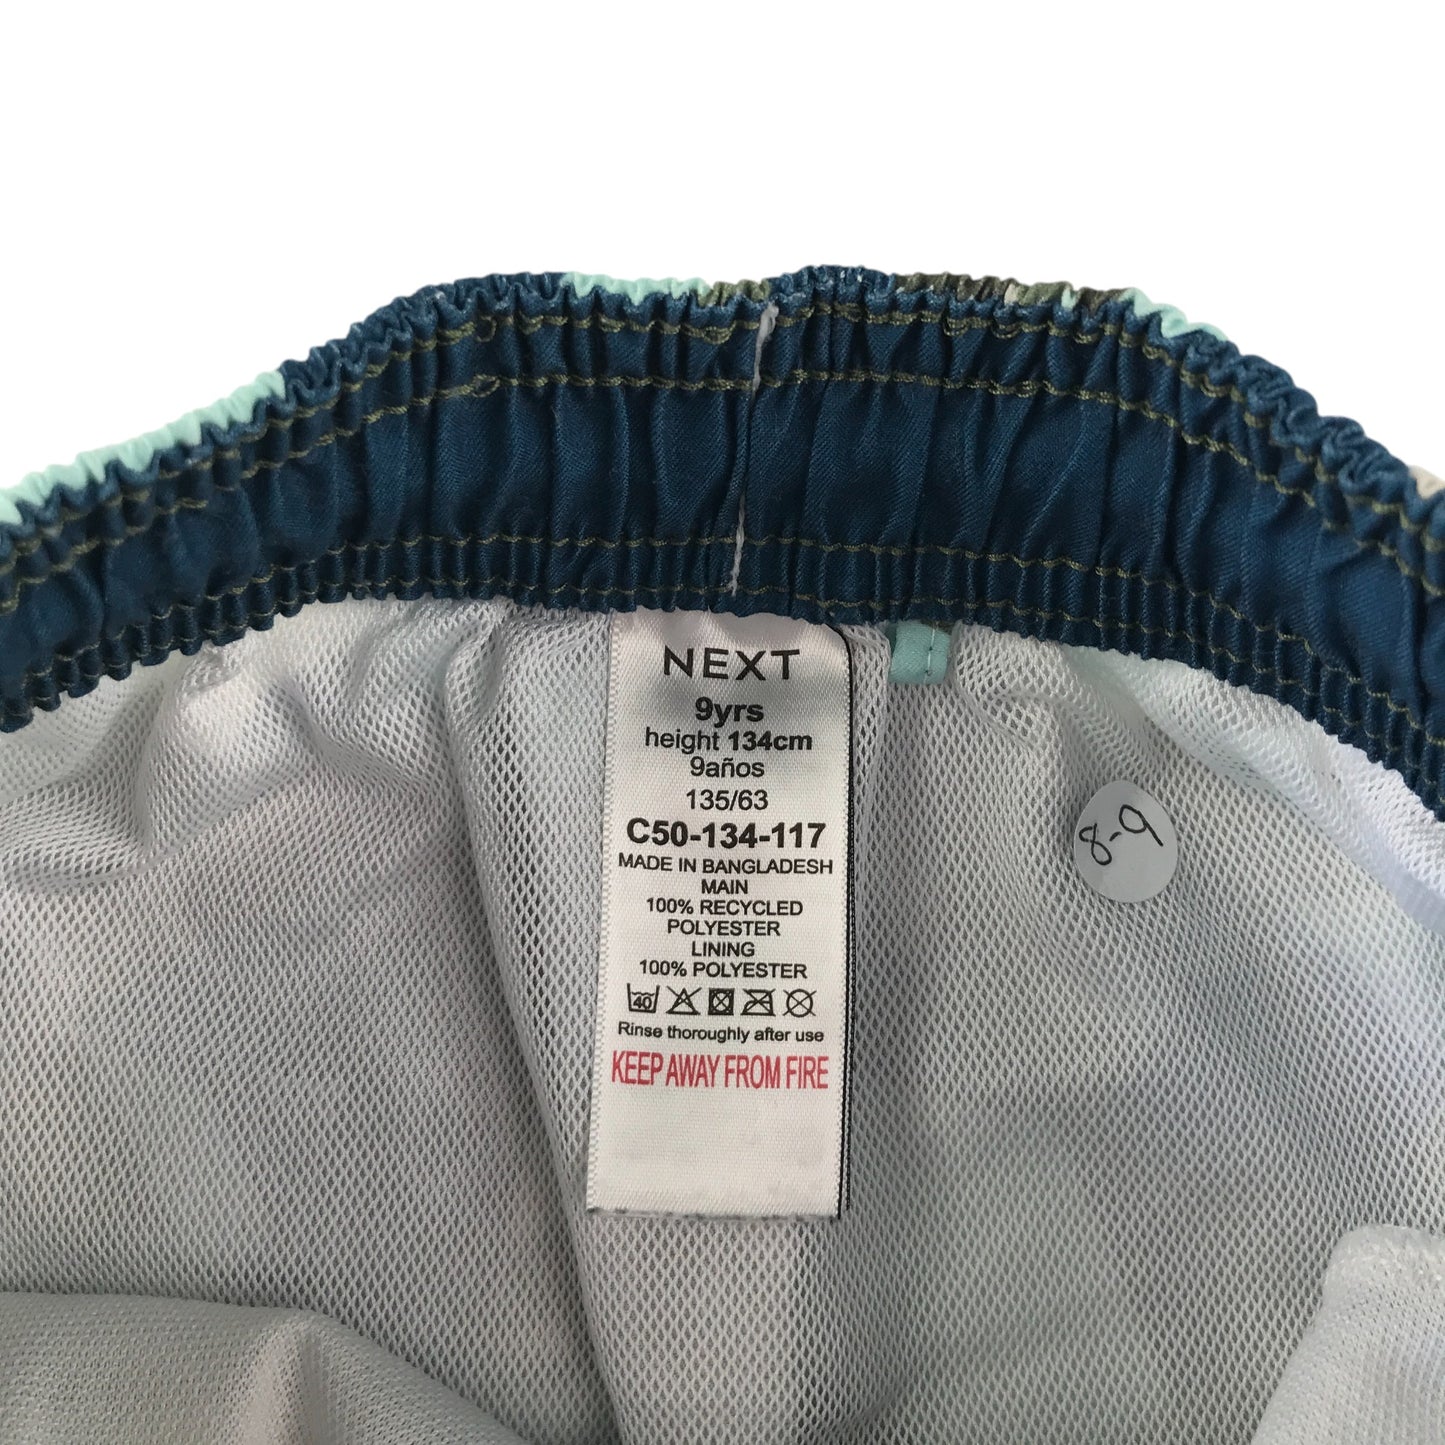 NEXT
9yrs
height 134cm
9años
135/63
C50-134-117
MADE IN BANGLADESH
MAIN
100% RECYCLED
POLYESTER
LINING
100% POLYESTER
40
Rinse thoroughly after use
KEEP AWAY FROM FIRE
8-9